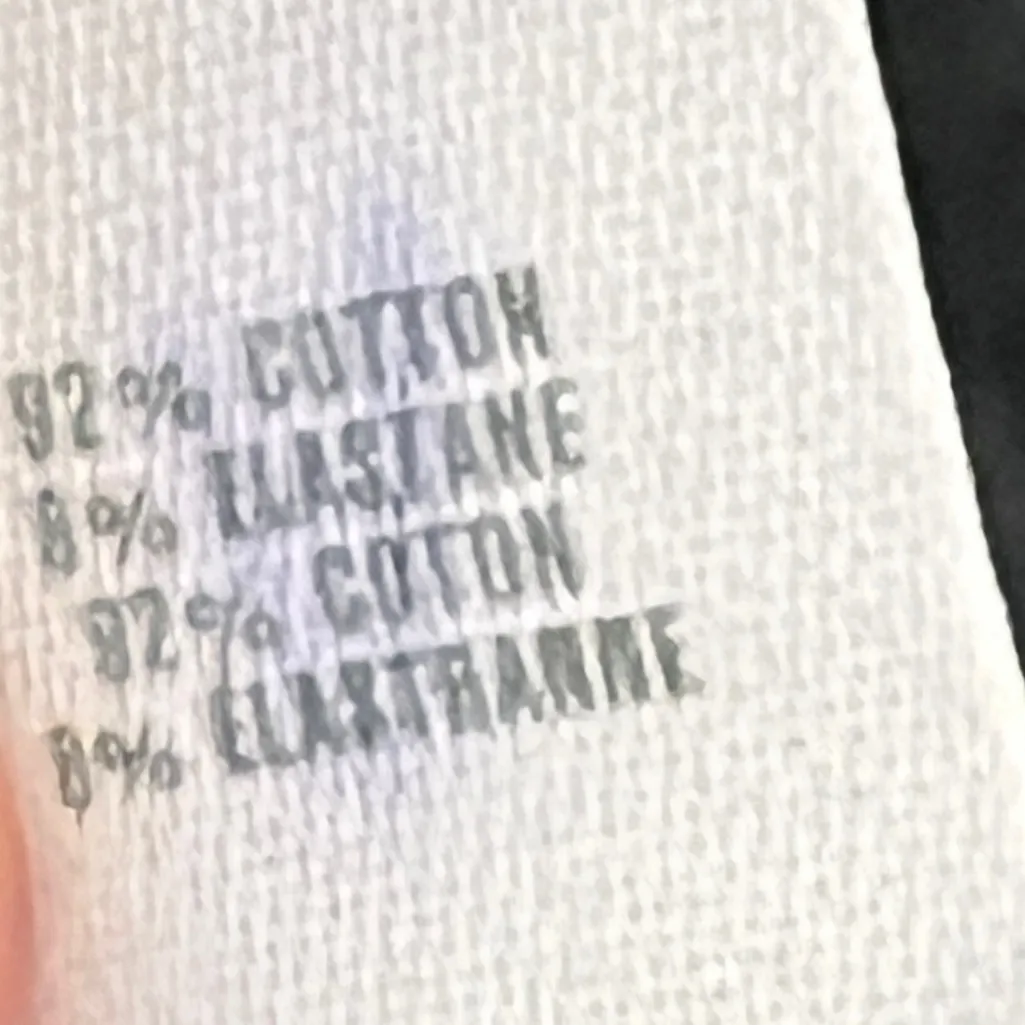 92% COTTON
8% ELASTANE
92% COTON
8% ELASTHANNE